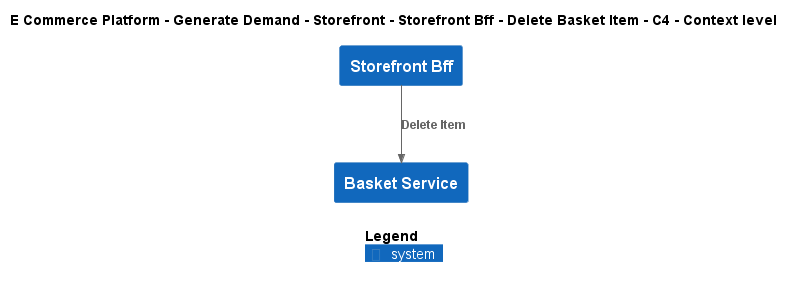 E Commerce Platform - Generate Demand - Storefront - Storefront Bff - Delete Basket Item - C4 - Context level
Storefront Bff
Delete Item
Basket Service
Legend
system